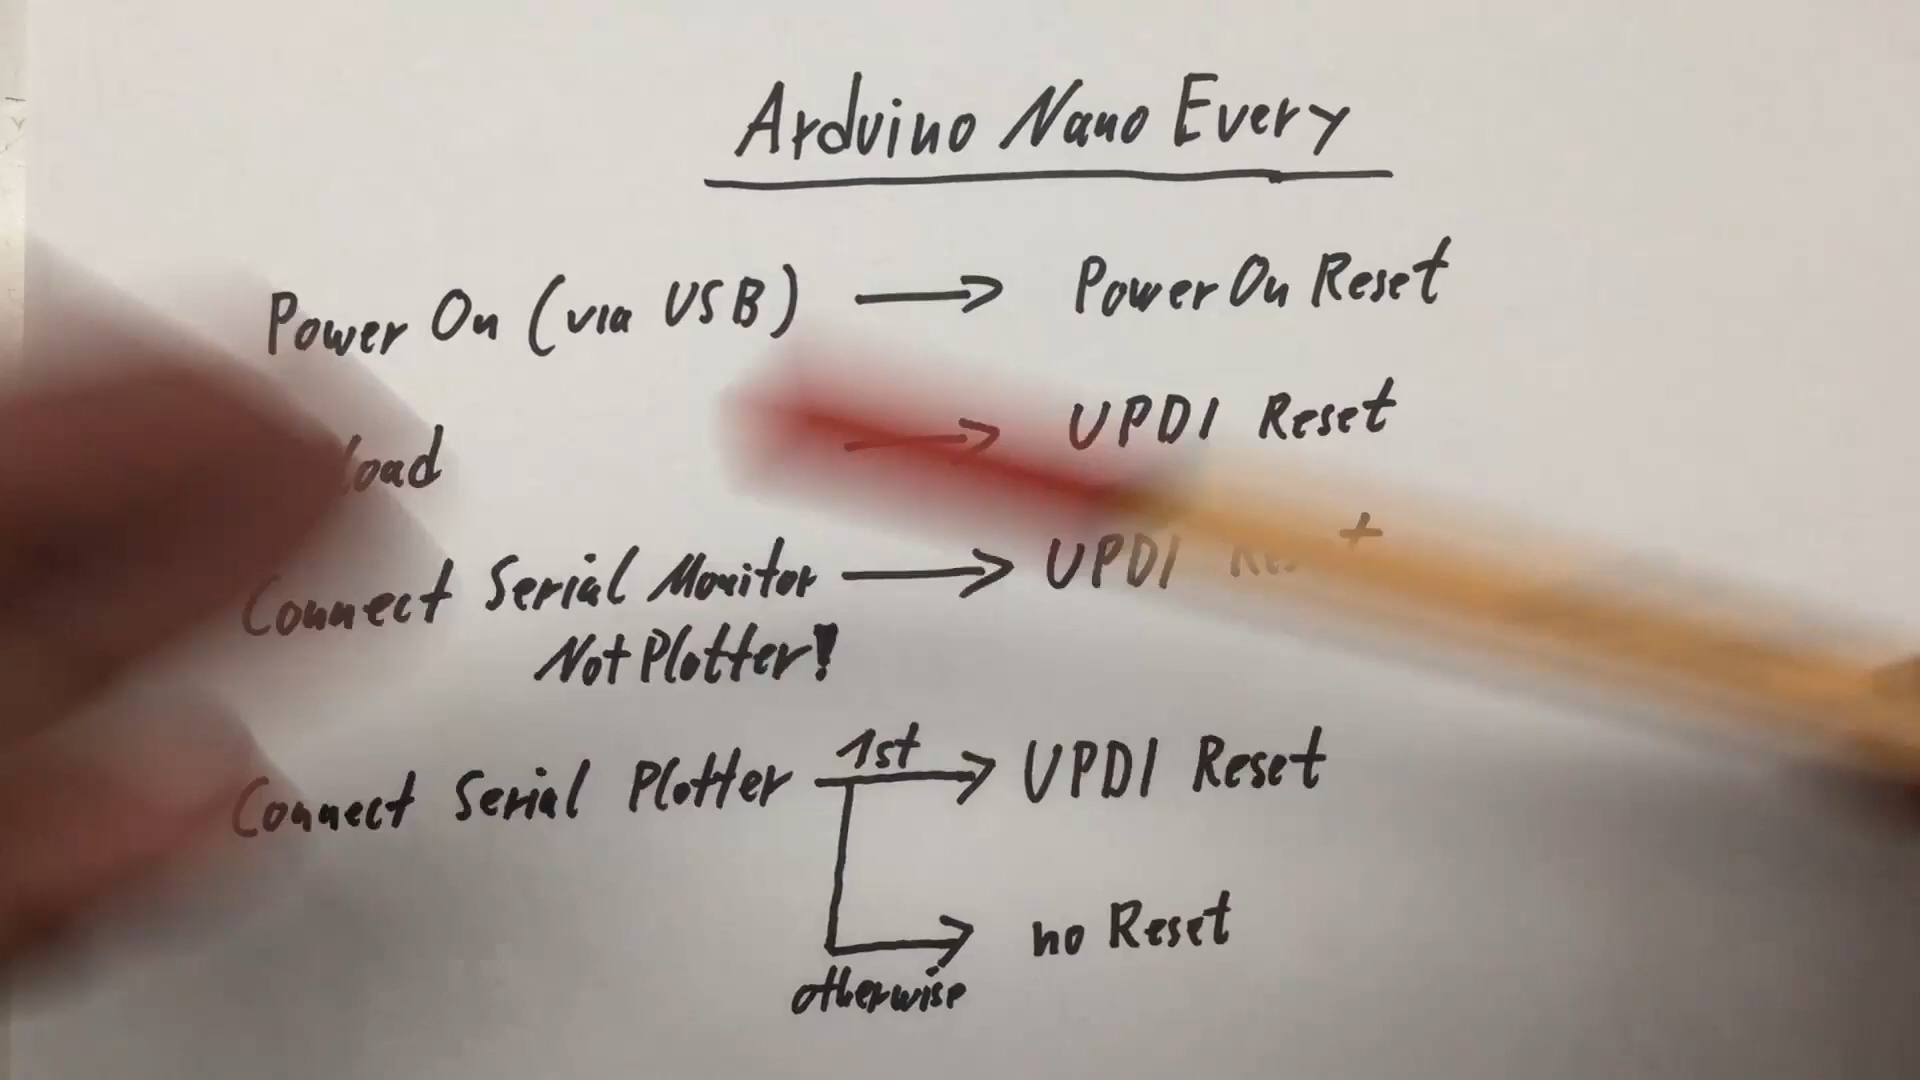 Arduino Nano Every
Power On (via USB) → Power On Reset
load → UPDI Reset
Connect Serial Monitor → UPDI Reset
Not Plotter!
Connect Serial Plotter 1st → UPDI Reset
→ no Reset
otherwise